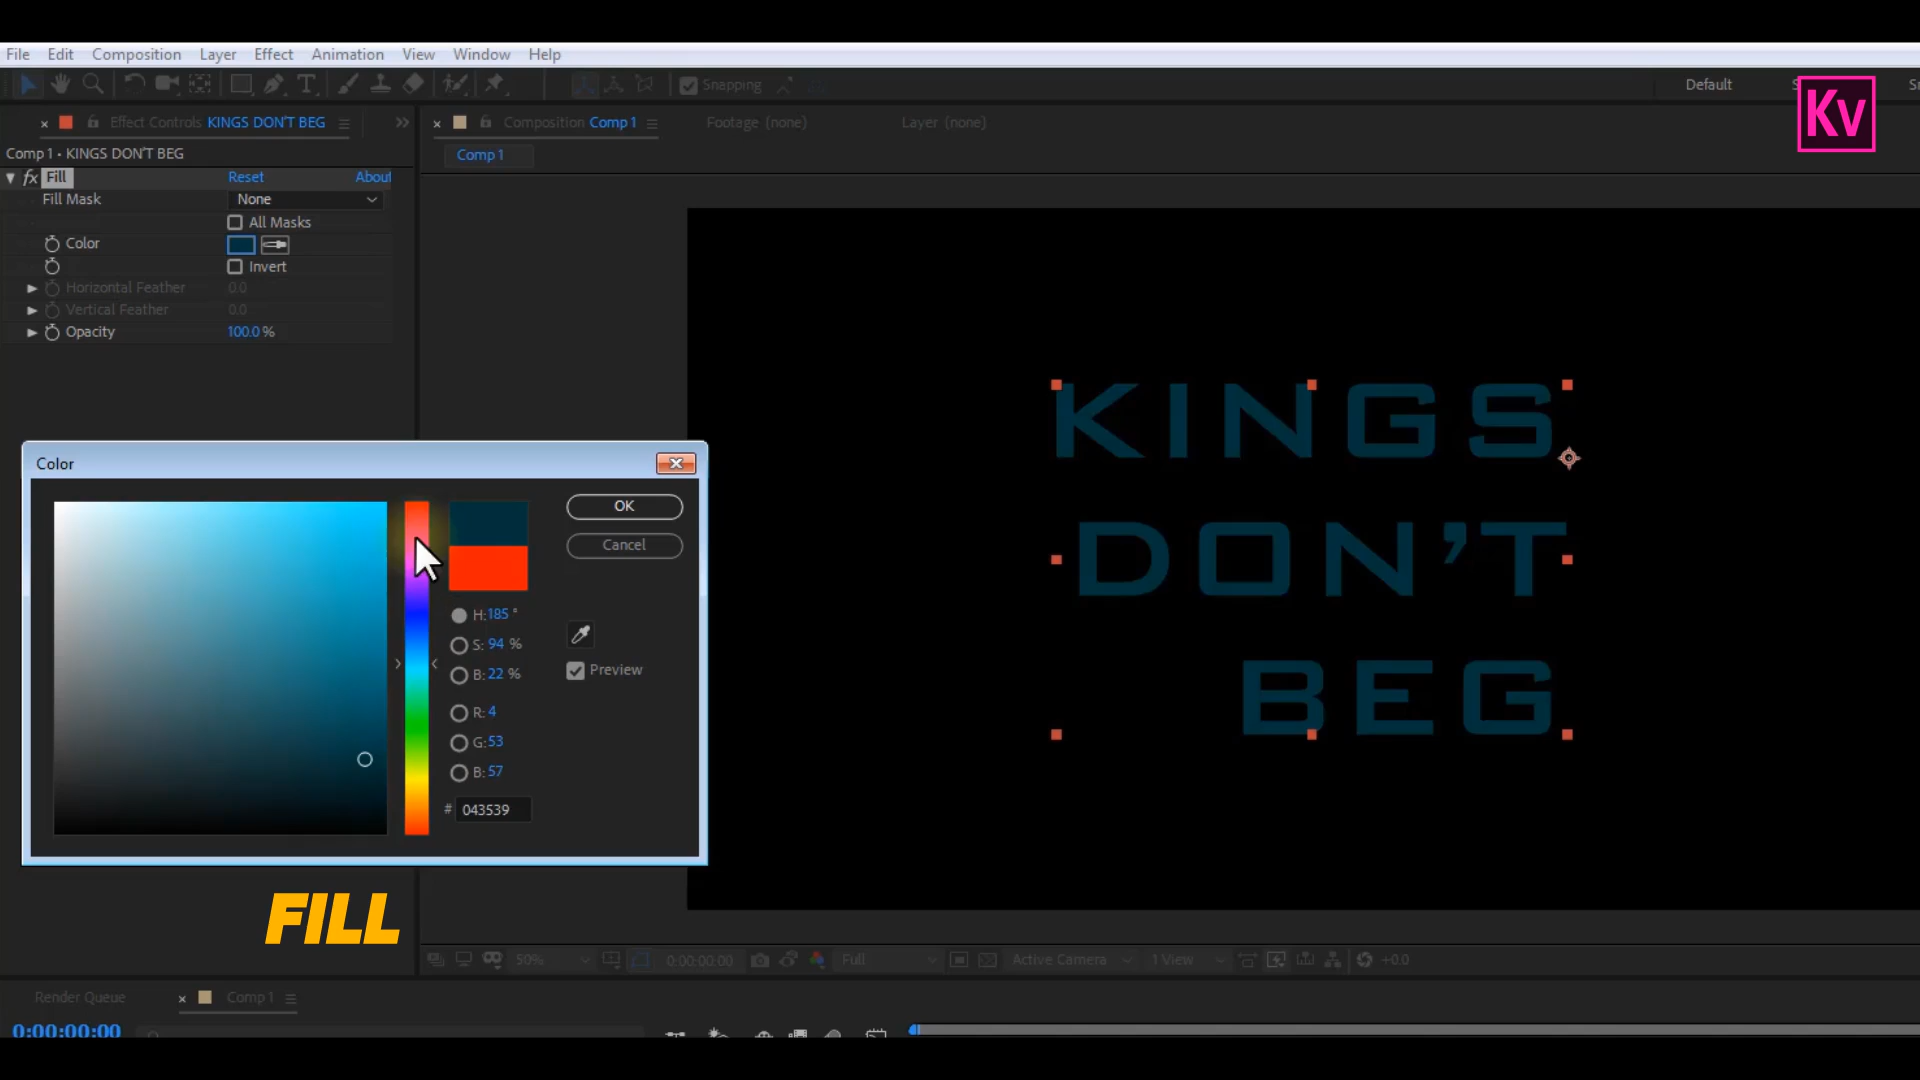 File Edit Composition Layer Effect Animation View Window Help
Snapping Default
Kv
Effect Controls KINGS DON'T BEG
Composition Comp 1 Footage (none) Layer (none)
Comp 1 • KINGS DON'T BEG
Comp 1
fx Fill Reset About
Fill Mask None
All Masks
Color
Invert
Horizontal Feather 0.0
Vertical Feather 0.0
Opacity 100.0 %
KINGS
DON'T
BEG
Color
OK
Cancel
H: 185 °
S: 94 %
B: 22 %
Preview
R: 4
G: 53
B: 57
# 043539
FILL
50% 0:00:00:00 Full Active Camera 1 View +0.0
Render Queue Comp 1
0:00:00:00